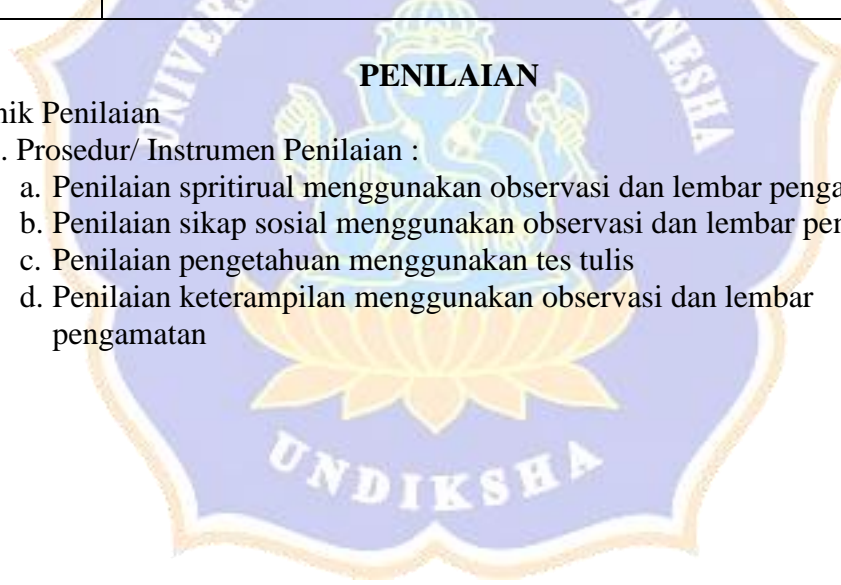 PENILAIAN
nik Penilaian
. Prosedur/ Instrumen Penilaian :
a. Penilaian spritirual menggunakan observasi dan lembar penga
b. Penilaian sikap sosial menggunakan observasi dan lembar per
c. Penilaian pengetahuan menggunakan tes tulis
d. Penilaian keterampilan menggunakan observasi dan lembar
pengamatan
UNDIKSHA